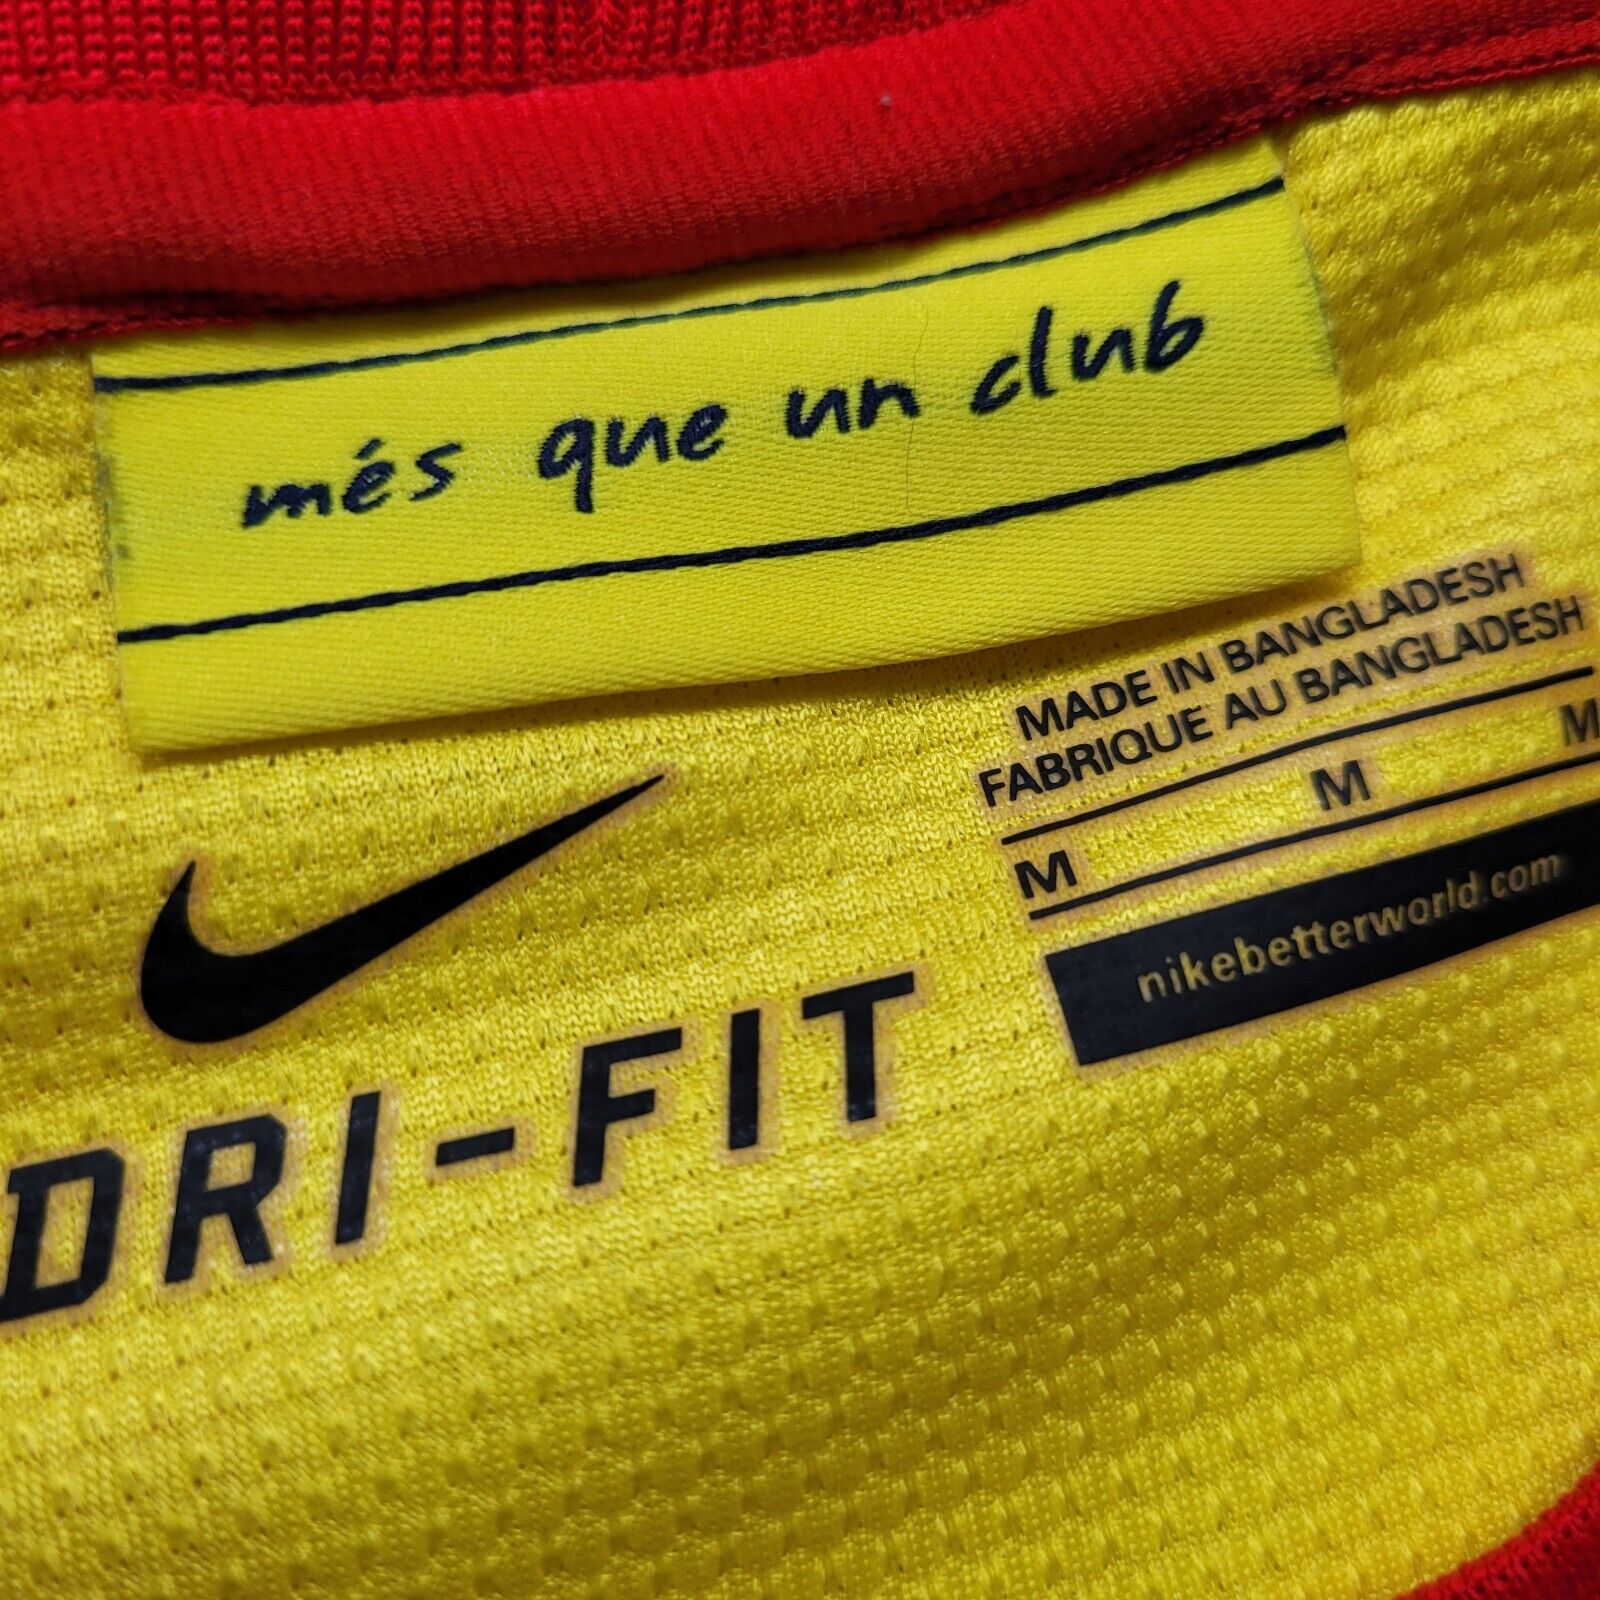 més que un club
MADE IN BANGLADESH
FABRIQUE AU BANGLADESH
M M M
nikebetterworld.com
DRI-FIT